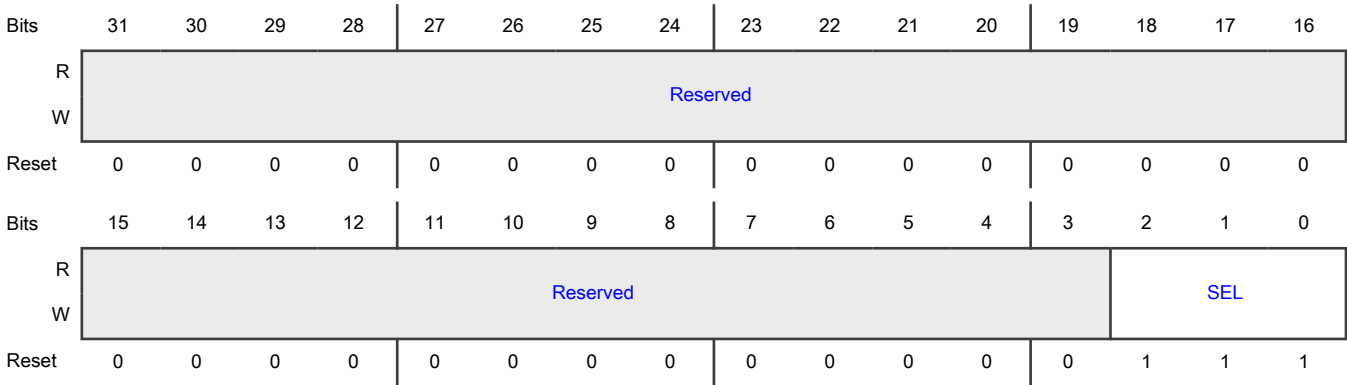 Bits 31 30 29 28 27 26 25 24 23 22 21 20 19 18 17 16
R
Reserved
W
Reset 0 0 0 0 0 0 0 0 0 0 0 0 0 0 0 0
Bits 15 14 13 12 11 10 9 8 7 6 5 4 3 2 1 0
R
Reserved SEL
W
Reset 0 0 0 0 0 0 0 0 0 0 0 0 0 1 1 1